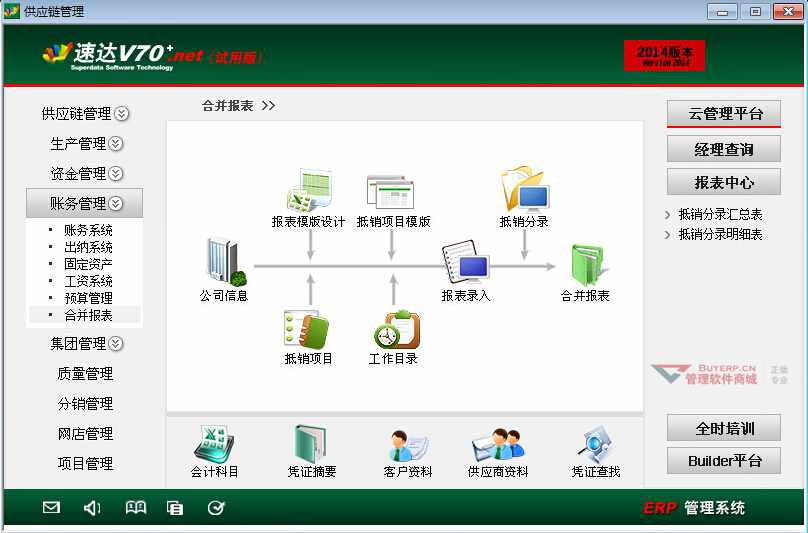 供应链管理
速达V70+.net (试用版)
Superdata Software Technology
2014版本
Version 2014
供应链管理
生产管理
资金管理
账务管理
账务系统
出纳系统
固定资产
工资系统
预算管理
合并报表
集团管理
质量管理
分销管理
网店管理
项目管理
合并报表 >>
报表模版设计
抵销项目模版
抵销分录
公司信息
报表录入
合并报表
抵销项目
工作目录
会计科目
凭证摘要
客户资料
供应商资料
凭证查找
云管理平台
经理查询
报表中心
抵销分录汇总表
抵销分录明细表
BUYERP.CN
管理软件商城
正版
专业
全时培训
Builder平台
ERP 管理系统